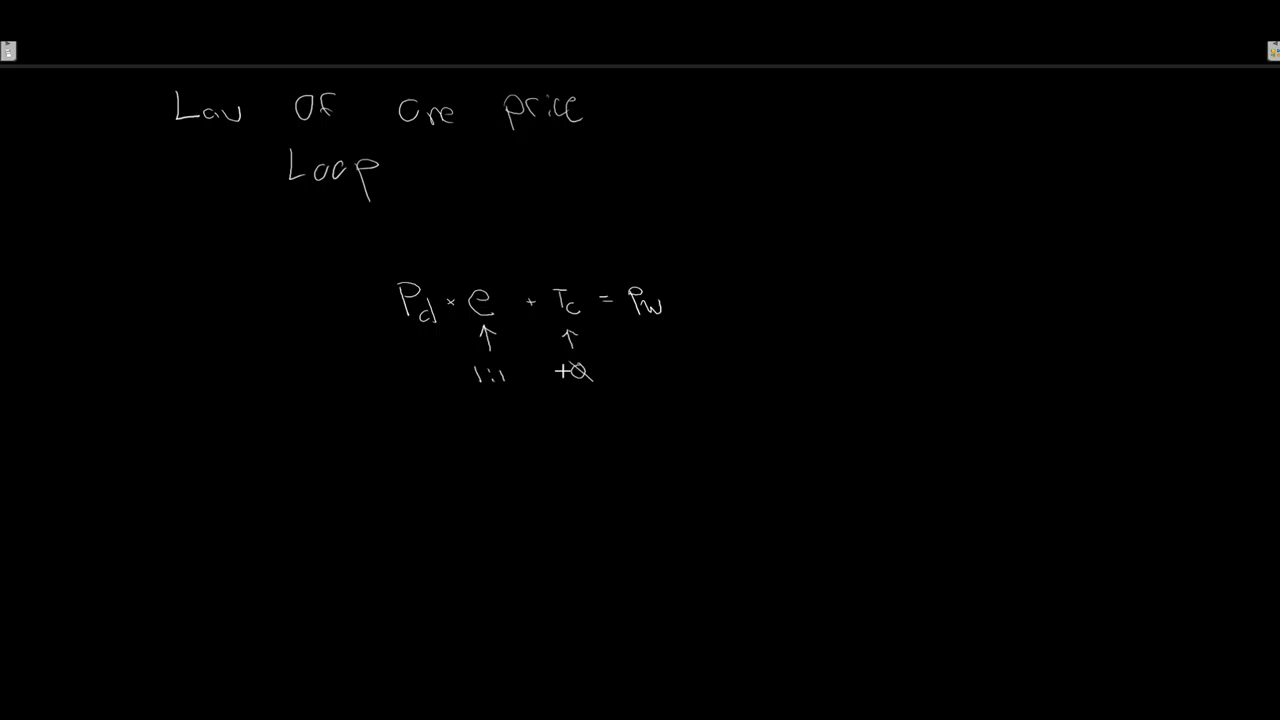 Law Of one price
Loop
Pd × e + Tc = Pw
↑ ↑
1:1 +Ø